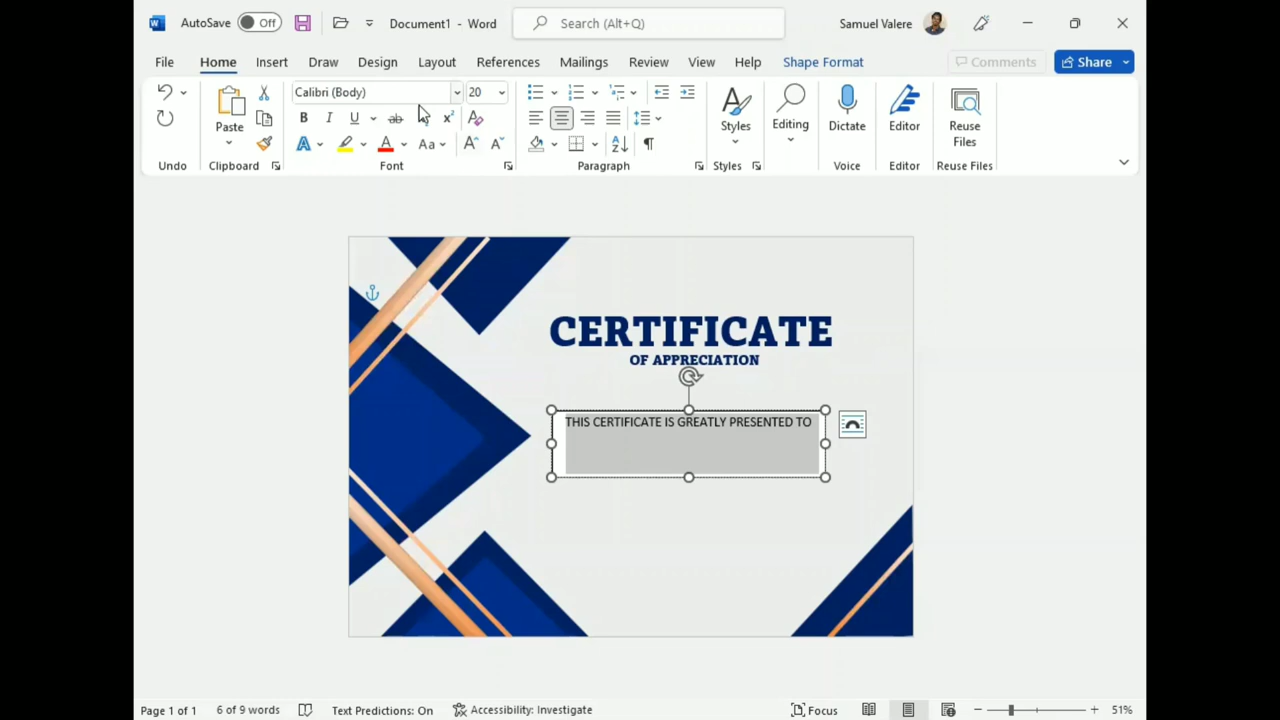 AutoSave Off Document1 - Word Search (Alt+Q) Samuel Valere
File Home Insert Draw Design Layout References Mailings Review View Help Shape Format Comments Share
Calibri (Body) 20
B I U ab x² Paste Styles Editing Dictate Editor Reuse Files
A A Aa A A ¶
Undo Clipboard Font Paragraph Styles Voice Editor Reuse Files
CERTIFICATE
OF APPRECIATION
THIS CERTIFICATE IS GREATLY PRESENTED TO
Page 1 of 1 6 of 9 words Text Predictions: On Accessibility: Investigate Focus 51%